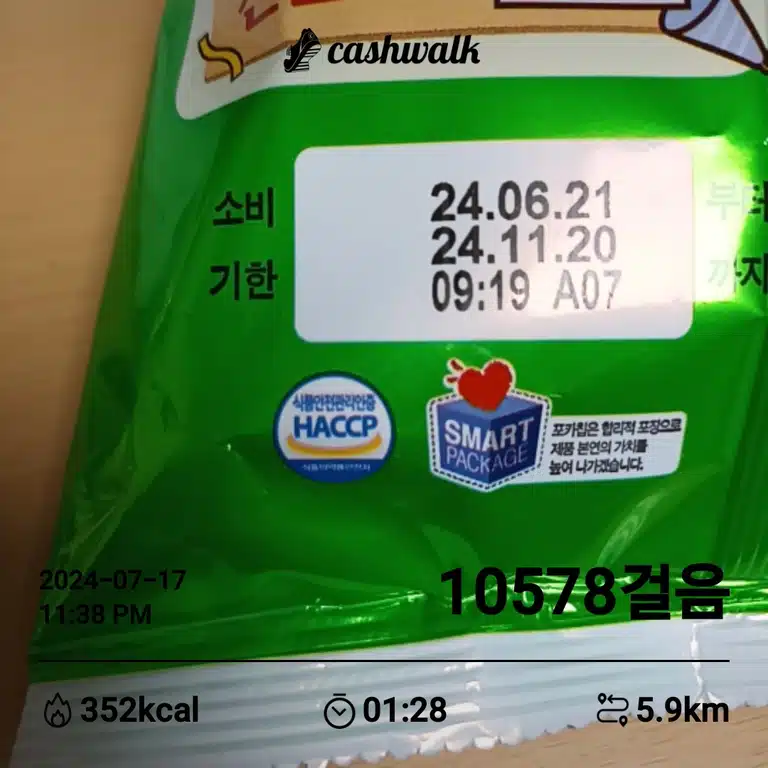 cashwalk
소비
24.06.21
부터
24.11.20
기한
09:19 A07
까지
식품안전관리인증
HACCP
SMART
PACKAGE
포카칩은 합리적 포장으로
제품 본연의 가치를
높여 나가겠습니다.
2024-07-17
11:38 PM
10578걸음
352kcal
01:28
5.9km